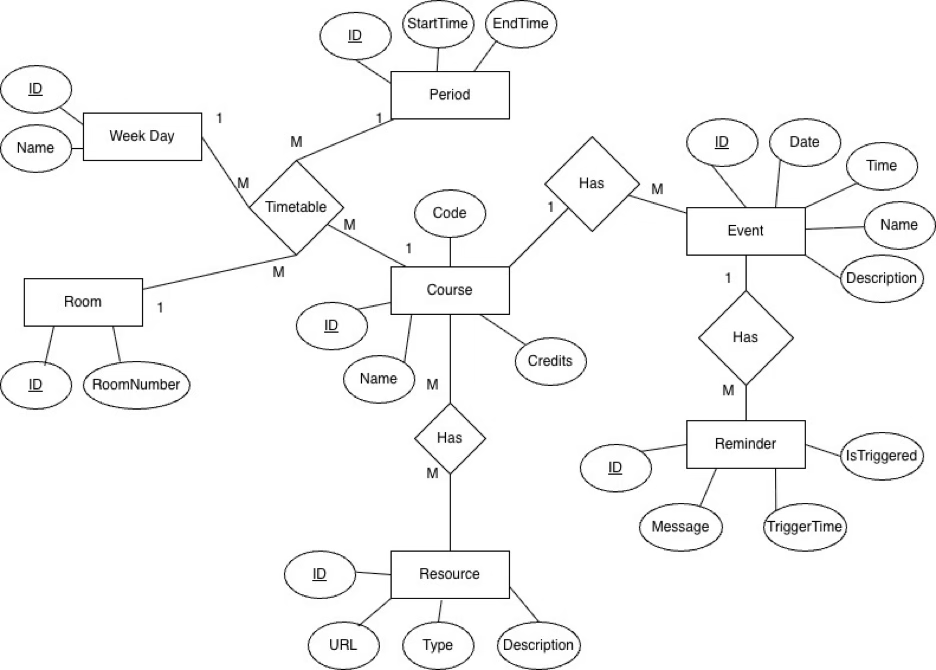 ID
StartTime
EndTime
Period
ID
Name
Week Day
1
M
M
1
Timetable
M
1
M
1
Room
ID
RoomNumber
Code
Course
ID
Name
Credits
1
Has
M
ID
Date
Time
Name
Description
Event
1
Has
M
Reminder
ID
Message
TriggerTime
IsTriggered
M
Has
M
Resource
ID
URL
Type
Description